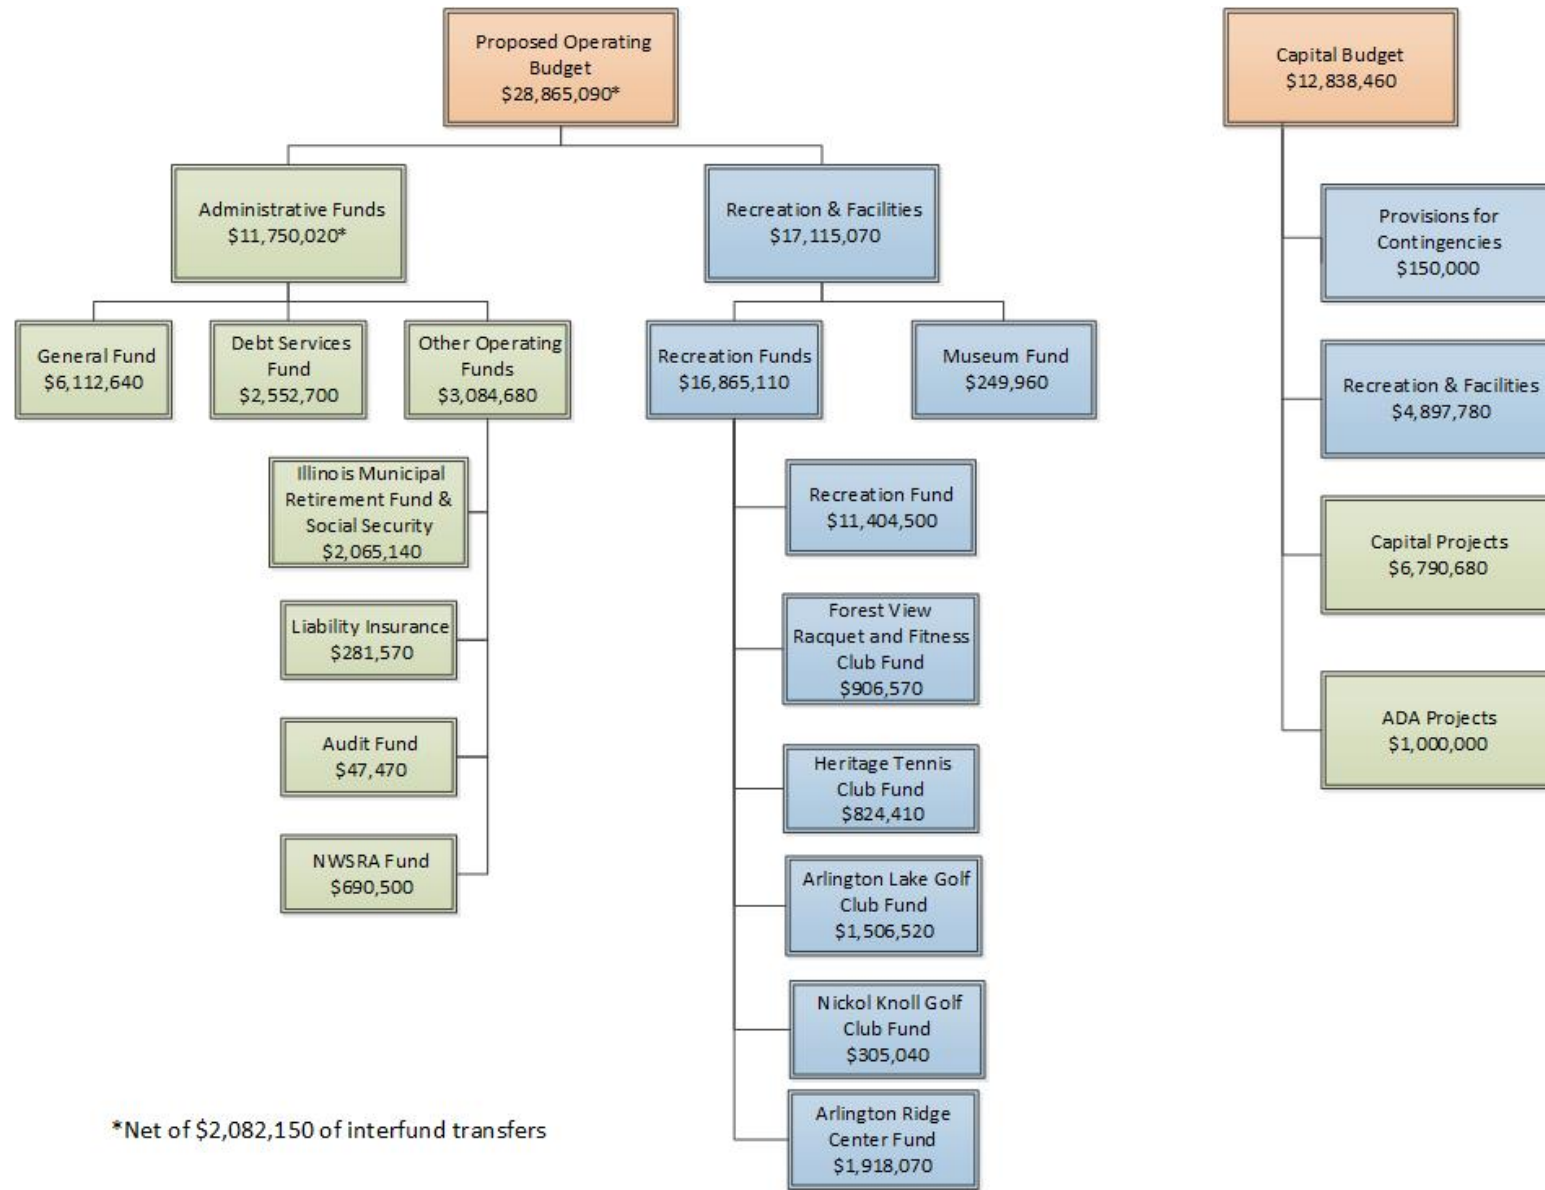 Proposed Operating
Budget
$28,865,090*
Capital Budget
$12,838,460
Administrative Funds
$11,750,020*
Recreation & Facilities
$17,115,070
Provisions for
Contingencies
$150,000
General Fund
$6,112,640
Debt Services
Fund
$2,552,700
Other Operating
Funds
$3,084,680
Recreation Funds
$16,865,110
Museum Fund
$249,960
Recreation & Facilities
$4,897,780
Illinois Municipal
Retirement Fund &
Social Security
$2,065,140
Liability Insurance
$281,570
Audit Fund
$47,470
NWSRA Fund
$690,500
Recreation Fund
$11,404,500
Forest View
Racquet and Fitness
Club Fund
$906,570
Heritage Tennis
Club Fund
$824,410
Arlington Lake Golf
Club Fund
$1,506,520
Nickol Knoll Golf
Club Fund
$305,040
Arlington Ridge
Center Fund
$1,918,070
Capital Projects
$6,790,680
ADA Projects
$1,000,000
*Net of $2,082,150 of interfund transfers